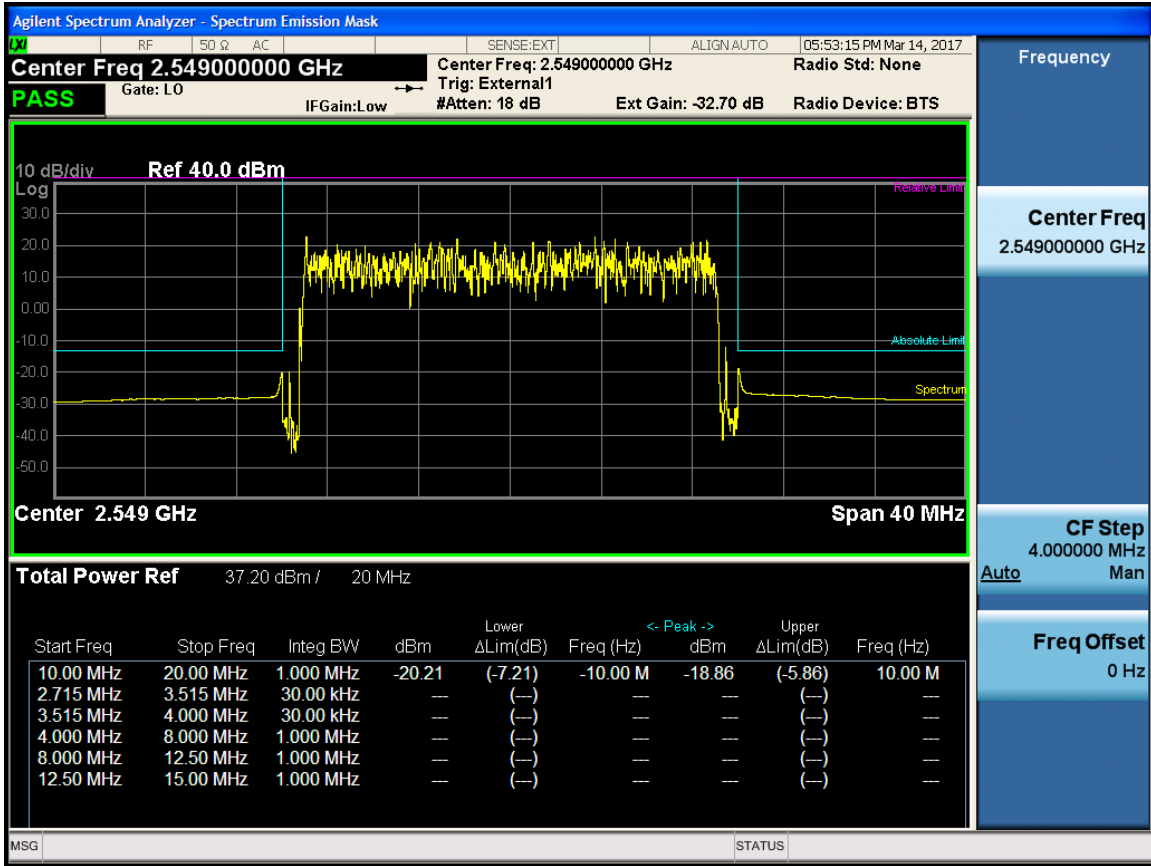 Agilent Spectrum Analyzer - Spectrum Emission Mask
LXI RF 50 Ω AC SENSE:EXT ALIGN AUTO 05:53:15 PM Mar 14, 2017
Center Freq 2.549000000 GHz
Center Freq: 2.549000000 GHz
Radio Std: None
PASS
Gate: LO
Trig: External1
IFGain:Low
#Atten: 18 dB
Ext Gain: -32.70 dB
Radio Device: BTS
10 dB/div
Ref 40.0 dBm
Log
Relative Limit
30.0
20.0
10.0
0.00
-10.0
Absolute Limit
-20.0
Spectrum
-30.0
-40.0
-50.0
Center 2.549 GHz
Span 40 MHz
Total Power Ref 37.20 dBm / 20 MHz
Lower <- Peak -> Upper
Start Freq Stop Freq Integ BW dBm ΔLim(dB) Freq (Hz) dBm ΔLim(dB) Freq (Hz)
10.00 MHz 20.00 MHz 1.000 MHz -20.21 (-7.21) -10.00 M -18.86 (-5.86) 10.00 M
2.715 MHz 3.515 MHz 30.00 kHz --- (---) --- --- (---) ---
3.515 MHz 4.000 MHz 30.00 kHz --- (---) --- --- (---) ---
4.000 MHz 8.000 MHz 1.000 MHz --- (---) --- --- (---) ---
8.000 MHz 12.50 MHz 1.000 MHz --- (---) --- --- (---) ---
12.50 MHz 15.00 MHz 1.000 MHz --- (---) --- --- (---) ---
MSG
STATUS
Frequency
Center Freq
2.549000000 GHz
CF Step
4.000000 MHz
Auto Man
Freq Offset
0 Hz